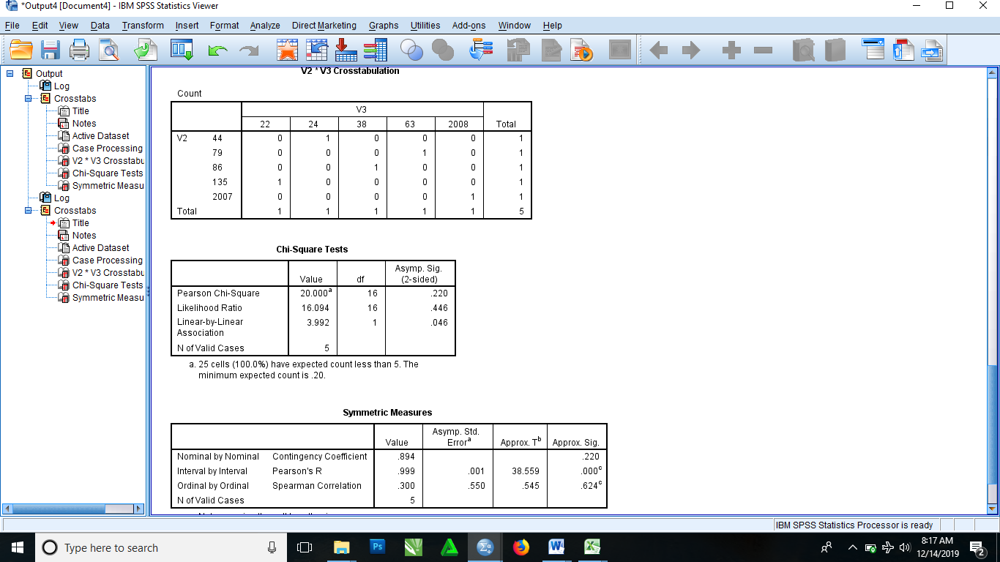 *Output4 [Document4] - IBM SPSS Statistics Viewer
File Edit View Data Transform Insert Format Analyze Direct Marketing Graphs Utilities Add-ons Window Help
Output
Log
Crosstabs
Title
Notes
Active Dataset
Case Processing
V2 * V3 Crosstabu
Chi-Square Tests
Symmetric Measu
Log
Crosstabs
Title
Notes
Active Dataset
Case Processing
V2 * V3 Crosstabu
Chi-Square Tests
Symmetric Measu
V2 * V3 Crosstabulation
Count
V3
22 24 38 63 2008 Total
V2 44 0 1 0 0 0 1
79 0 0 0 1 0 1
86 0 0 1 0 0 1
135 1 0 0 0 0 1
2007 0 0 0 0 1 1
Total 1 1 1 1 1 5
Chi-Square Tests
Value df Asymp. Sig. (2-sided)
Pearson Chi-Square 20.000a 16 .220
Likelihood Ratio 16.094 16 .446
Linear-by-Linear Association 3.992 1 .046
N of Valid Cases 5
a. 25 cells (100.0%) have expected count less than 5. The
minimum expected count is .20.
Symmetric Measures
Value Asymp. Std. Errora Approx. Tb Approx. Sig.
Nominal by Nominal Contingency Coefficient .894 .220
Interval by Interval Pearson's R .999 .001 38.559 .000c
Ordinal by Ordinal Spearman Correlation .300 .550 .545 .624c
N of Valid Cases 5
IBM SPSS Statistics Processor is ready
Type here to search
Ps
8:17 AM
12/14/2019
2